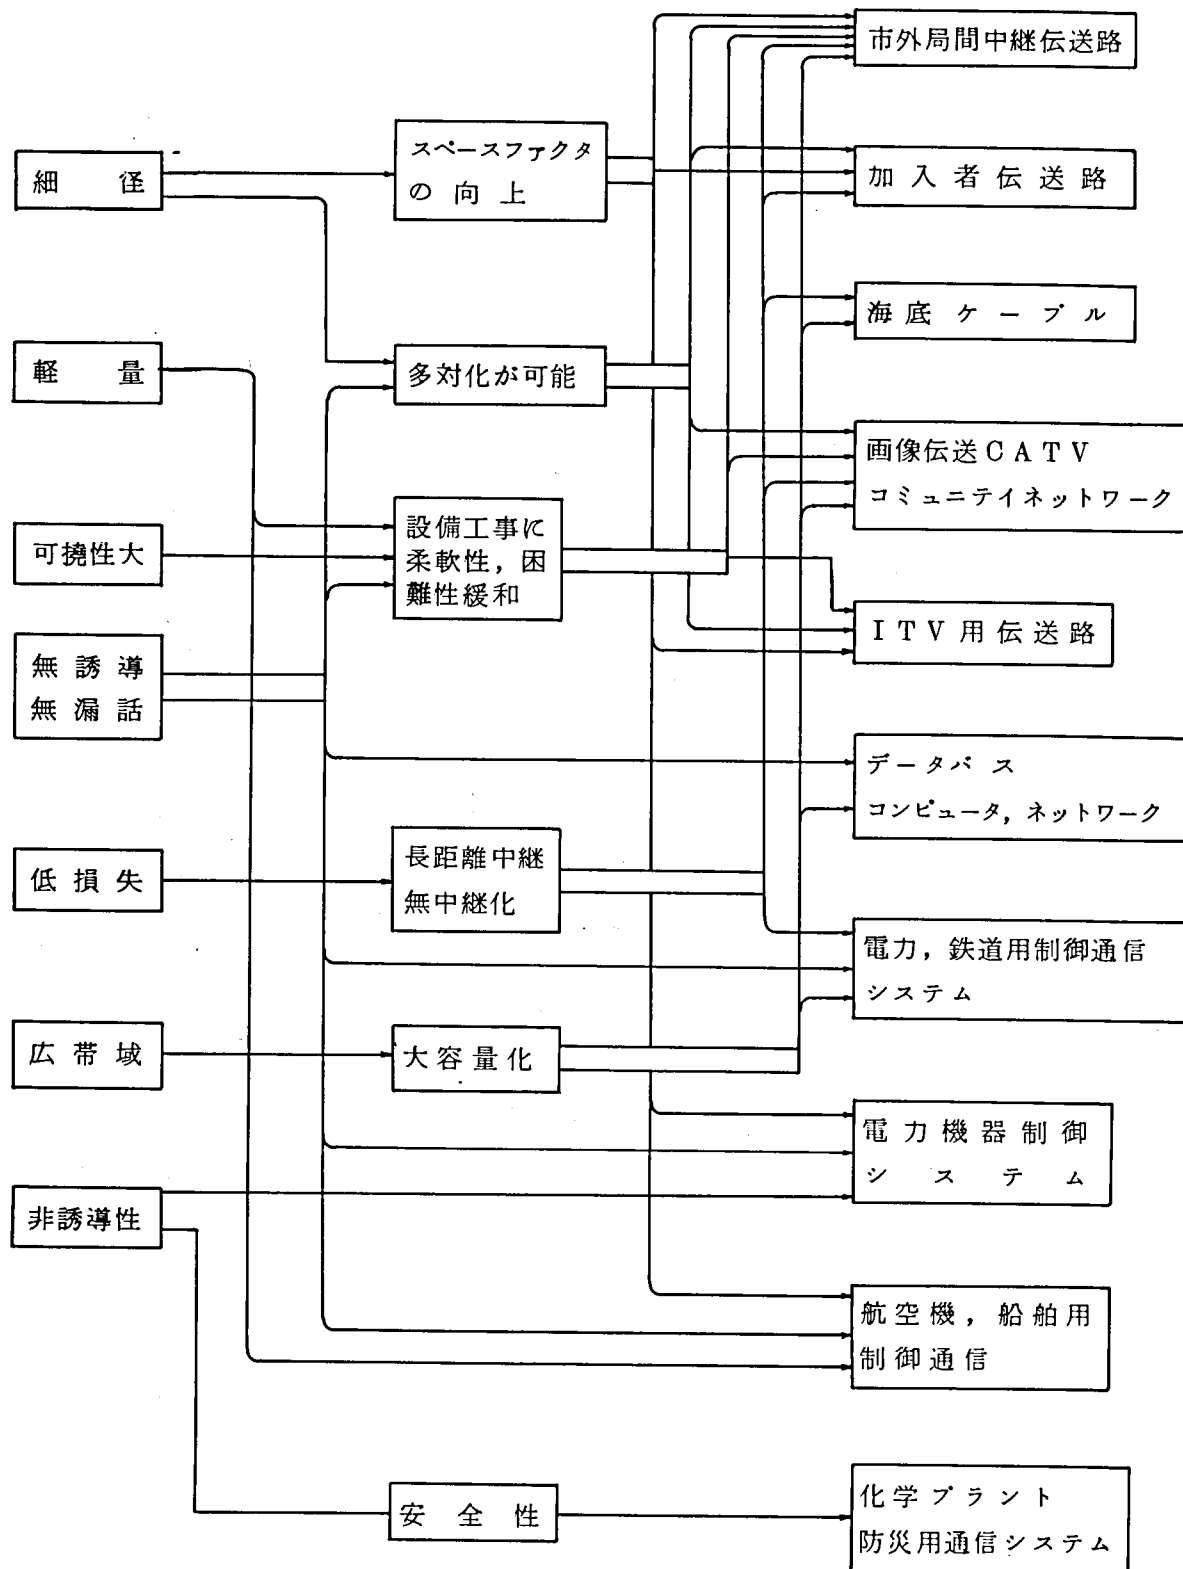 細径
軽量
可撓性大
無誘導
無漏話
低損失
広帯域
非誘導性
スペースファクタ
の向上
多対化が可能
設備工事に
柔軟性，困
難性緩和
長距離中継
無中継化
大容量化
安全性
市外局間中継伝送路
加入者伝送路
海底ケーブル
画像伝送CATV
コミュニテイネットワーク
ITV用伝送路
データバス
コンピュータ，ネットワーク
電力，鉄道用制御通信
システム
電力機器制御
システム
航空機，船舶用
制御通信
化学プラント
防災用通信システム